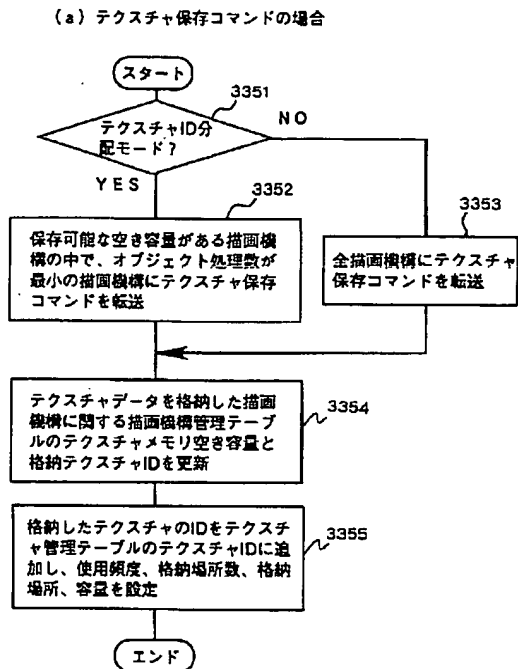 （a）テクスチャ保存コマンドの場合
スタート
3351
テクスチャID分
配モード？
NO
YES
3352
保存可能な空き容量がある描画機
構の中で、オブジェクト処理数が
最小の描画機構にテクスチャ保存
コマンドを転送
3353
全描画機構にテクスチャ
保存コマンドを転送
テクスチャデータを格納した描画
機構に関する描画機構管理テーブ
ルのテクスチャメモリ空き容量と
格納テクスチャIDを更新
3354
格納したテクスチャのIDをテクスチ
ャ管理テーブルのテクスチャIDに追
加し、使用頻度、格納場所数、格納
場所、容量を設定
3355
エンド